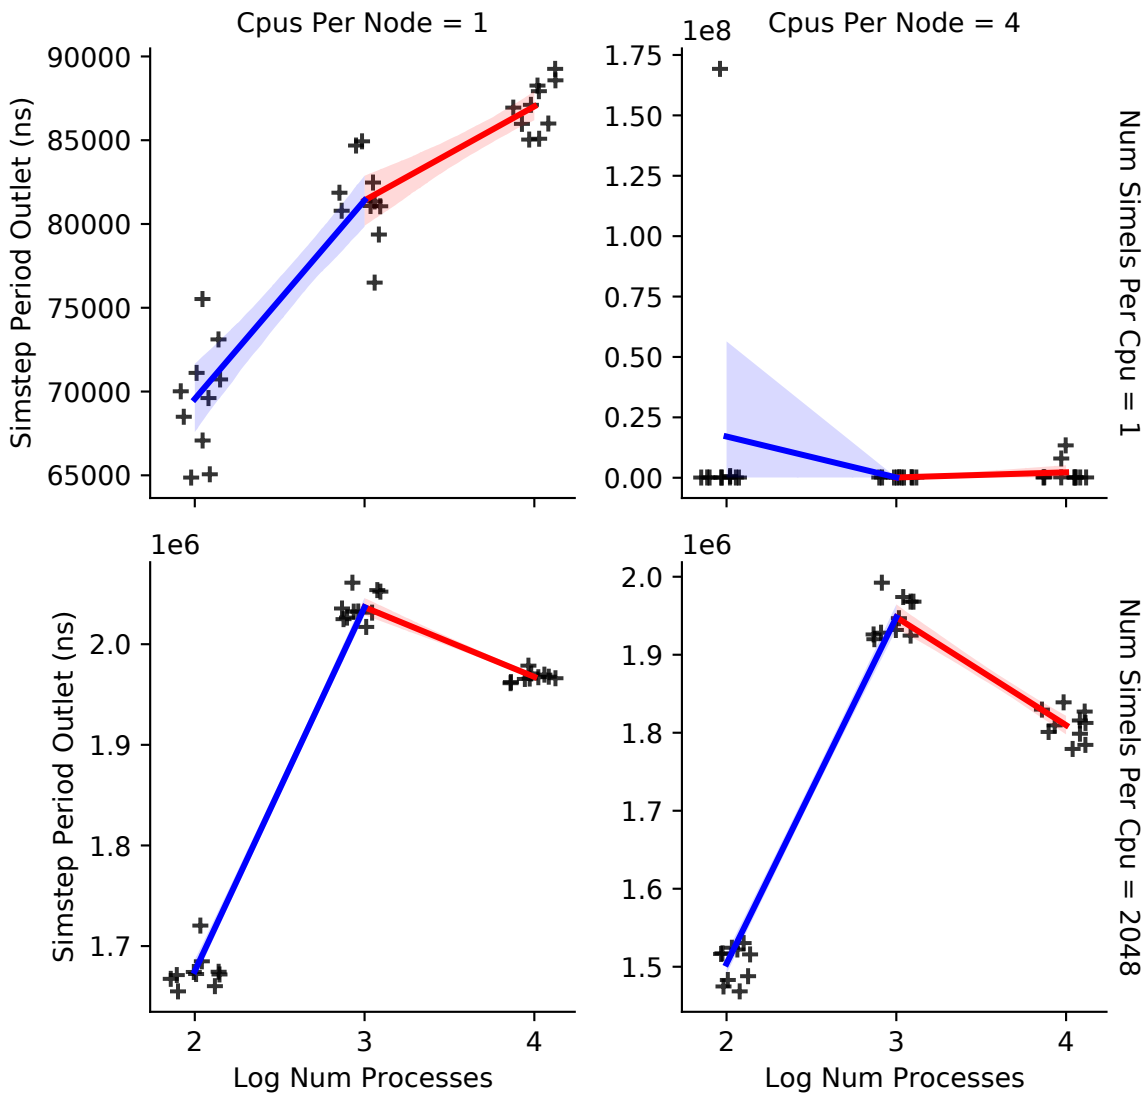 Cpus Per Node = 1
Cpus Per Node = 4
1e8
Simstep Period Outlet (ns)
90000
85000
80000
75000
70000
65000
1.75
1.50
1.25
1.00
0.75
0.50
0.25
0.00
Num Simels Per Cpu = 1
1e6
1e6
Simstep Period Outlet (ns)
2.0
1.9
1.8
1.7
2.0
1.9
1.8
1.7
1.6
1.5
Num Simels Per Cpu = 2048
2
3
4
2
3
4
Log Num Processes
Log Num Processes